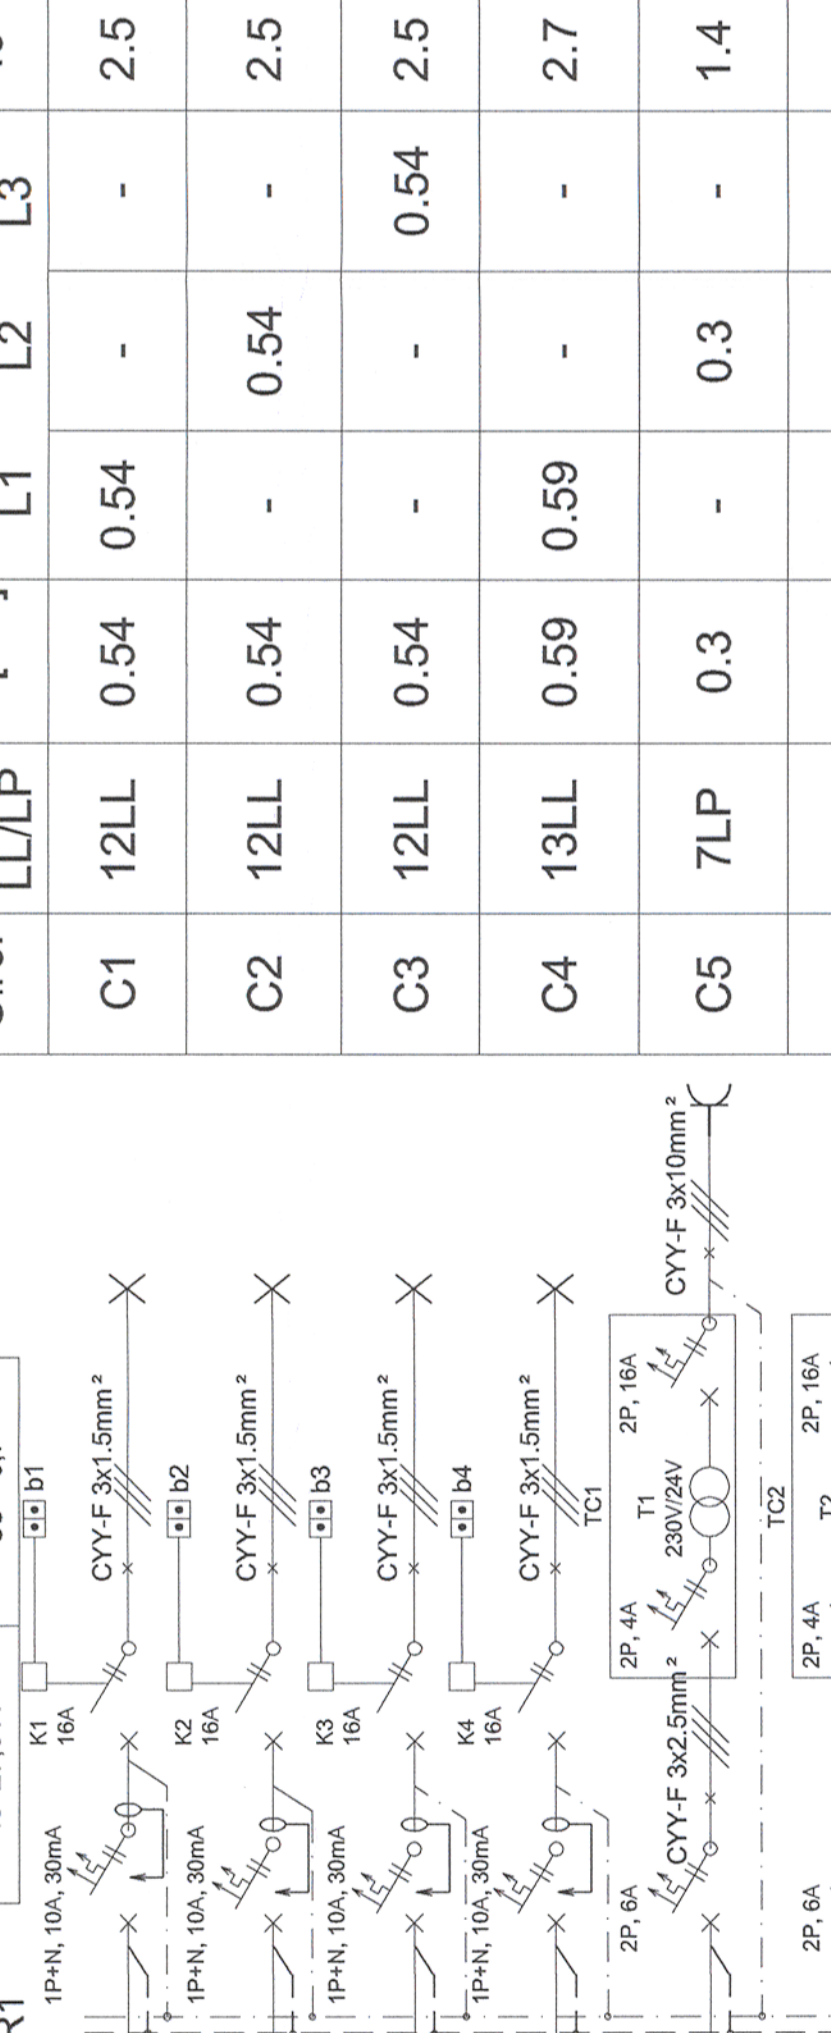 LL/LP L1 L2 L3
C1 12LL 0.54 0.54 - - 2.5
C2 12LL 0.54 - 0.54 - 2.5
C3 12LL 0.54 - - 0.54 2.5
C4 13LL 0.59 0.59 - - 2.7
C5 7LP 0.3 - 0.3 - 1.4
R1
1P+N, 10A, 30mA
K1
16A
b1
CYY-F 3x1.5mm²
1P+N, 10A, 30mA
K2
16A
b2
CYY-F 3x1.5mm²
1P+N, 10A, 30mA
K3
16A
b3
CYY-F 3x1.5mm²
1P+N, 10A, 30mA
K4
16A
b4
CYY-F 3x1.5mm²
TC1
2P, 6A
CYY-F 3x2.5mm²
2P, 4A
T1
230V/24V
2P, 16A
CYY-F 3x10mm²
TC2
2P, 6A
2P, 4A
T2
2P, 16A